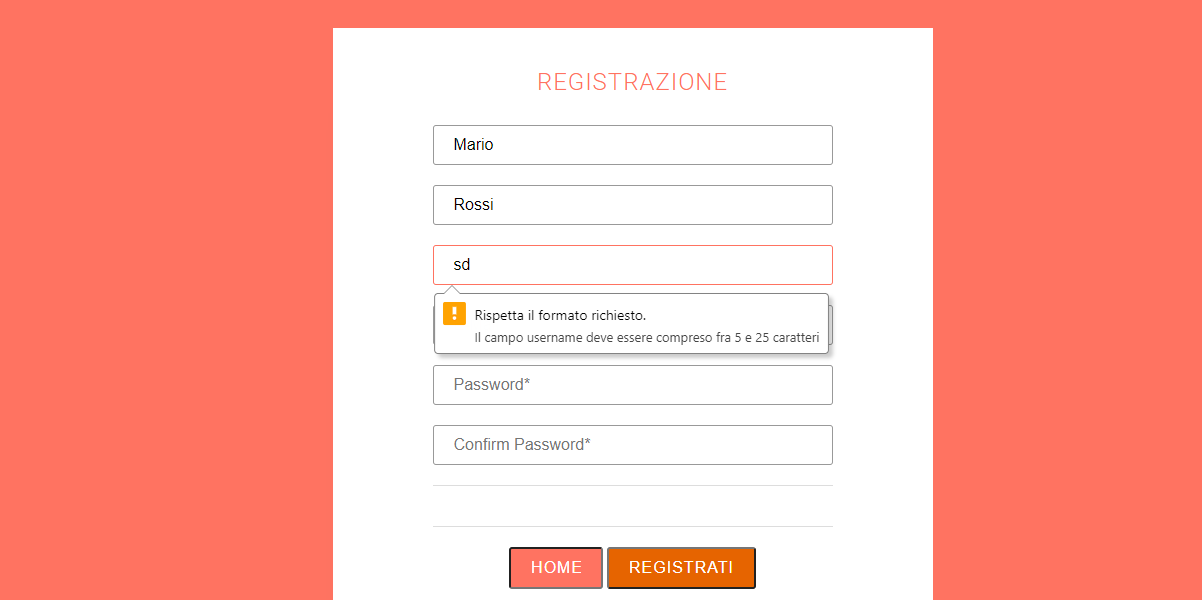 REGISTRAZIONE
Mario
Rossi
sd
Rispetta il formato richiesto.
Il campo username deve essere compreso fra 5 e 25 caratteri
Password*
Confirm Password*
HOME
REGISTRATI